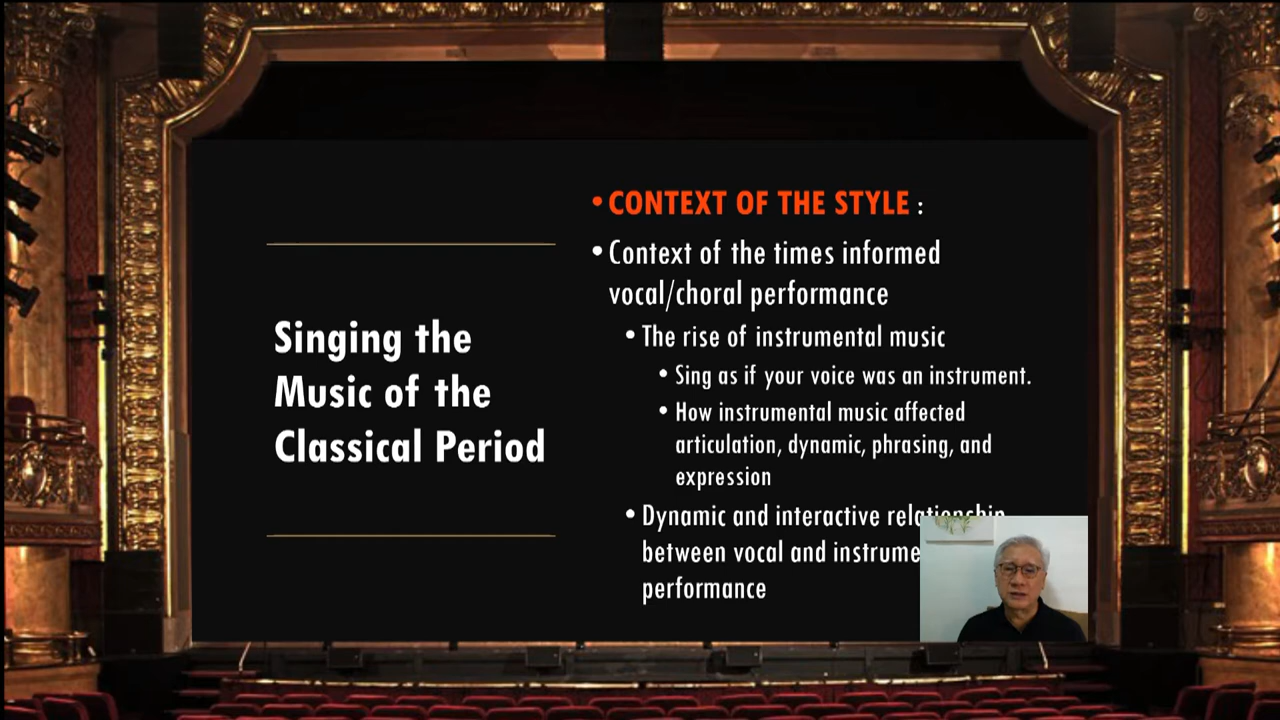 Singing the
Music of the
Classical Period
• CONTEXT OF THE STYLE :
• Context of the times informed
vocal/choral performance
• The rise of instrumental music
• Sing as if your voice was an instrument.
• How instrumental music affected
articulation, dynamic, phrasing, and
expression
• Dynamic and interactive relationship
between vocal and
performance